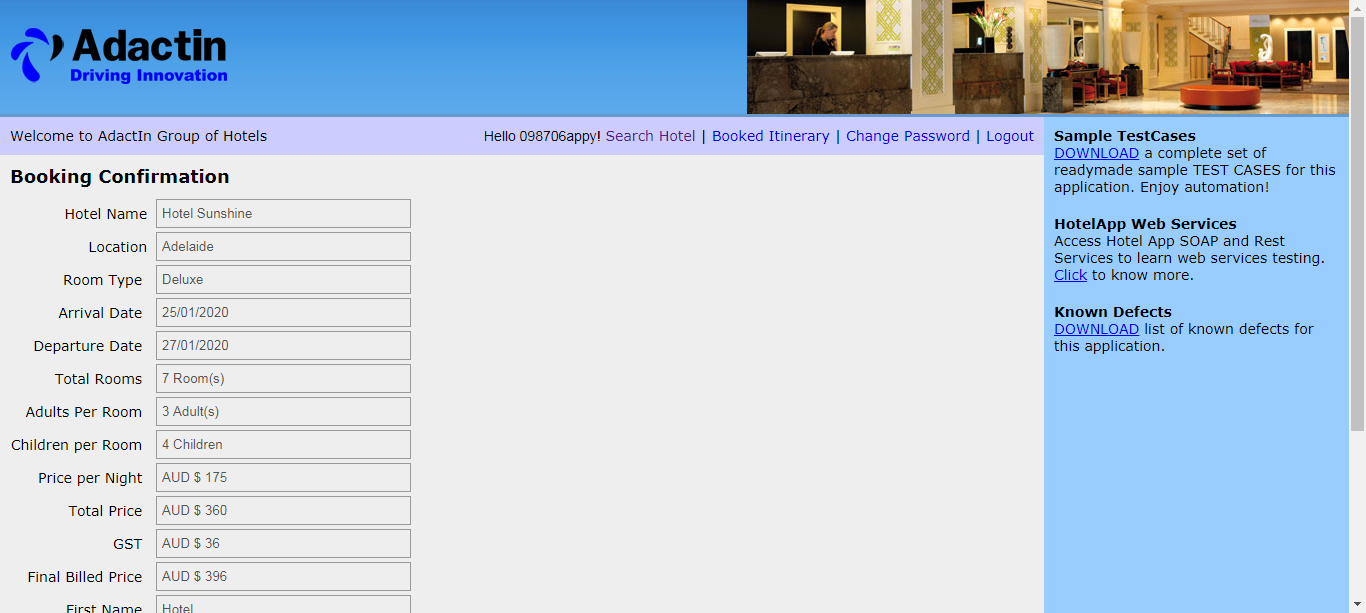 Adactin
Driving Innovation
Welcome to AdactIn Group of Hotels
Hello 098706appy! Search Hotel | Booked Itinerary | Change Password | Logout
Booking Confirmation
Hotel Name Hotel Sunshine
Location Adelaide
Room Type Deluxe
Arrival Date 25/01/2020
Departure Date 27/01/2020
Total Rooms 7 Room(s)
Adults Per Room 3 Adult(s)
Children per Room 4 Children
Price per Night AUD $ 175
Total Price AUD $ 360
GST AUD $ 36
Final Billed Price AUD $ 396
First Name Hotel
Sample TestCases
DOWNLOAD a complete set of
readymade sample TEST CASES for this
application. Enjoy automation!
HotelApp Web Services
Access Hotel App SOAP and Rest
Services to learn web services testing.
Click to know more.
Known Defects
DOWNLOAD list of known defects for
this application.